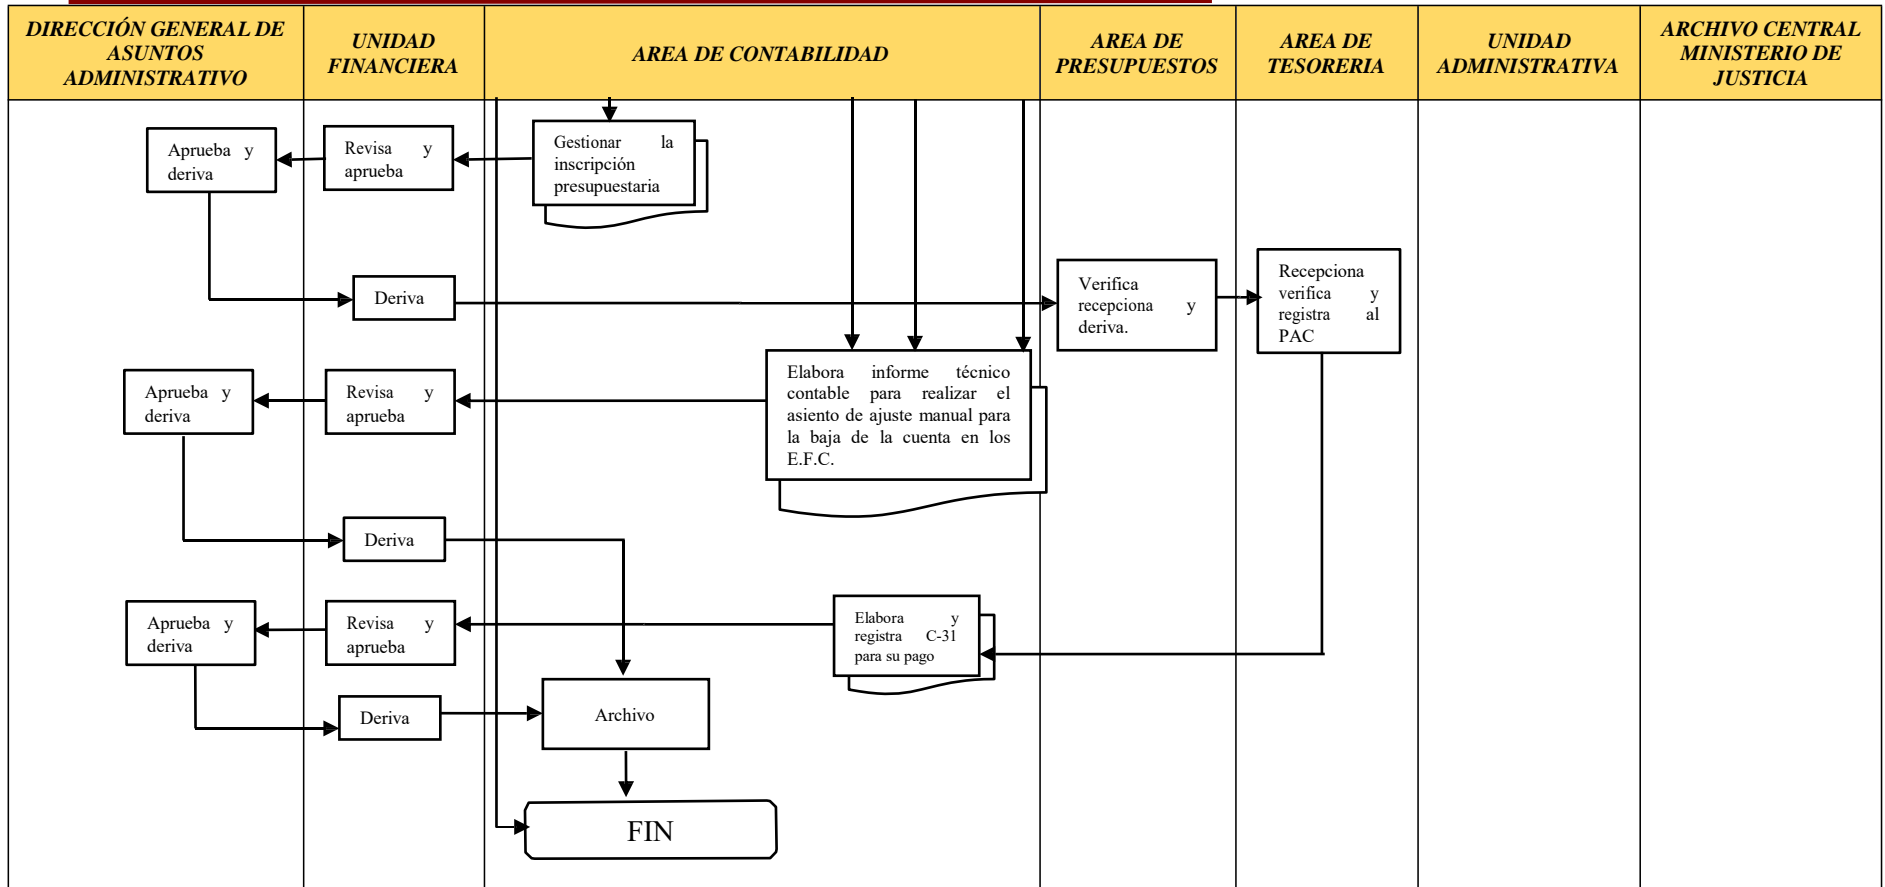 DIRECCIÓN GENERAL DE
ASUNTOS
ADMINISTRATIVO
UNIDAD
FINANCIERA
AREA DE CONTABILIDAD
AREA DE
PRESUPUESTOS
AREA DE
TESORERIA
UNIDAD
ADMINISTRATIVA
ARCHIVO CENTRAL
MINISTERIO DE
JUSTICIA
Aprueba y
deriva
Revisa y
aprueba
Gestionar la
inscripción
presupuestaria
Deriva
Verifica
recepciona y
deriva.
Recepciona
verifica y
registra al
PAC
Aprueba y
deriva
Revisa y
aprueba
Elabora informe técnico
contable para realizar el
asiento de ajuste manual para
la baja de la cuenta en los
E.F.C.
Deriva
Aprueba y
deriva
Revisa y
aprueba
Elabora y
registra C-31
para su pago
Deriva
Archivo
FIN